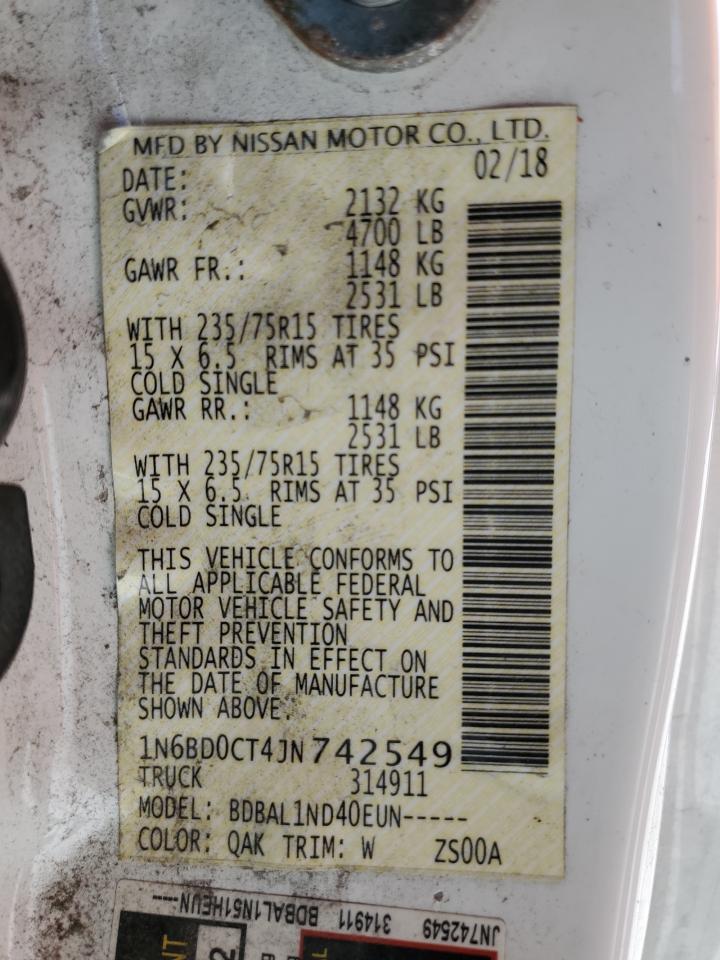 MFD BY NISSAN MOTOR CO., LTD.
DATE: 02/18
GVWR: 2132 KG
4700 LB
GAWR FR.: 1148 KG
2531 LB
WITH 235/75R15 TIRES
15 X 6.5 RIMS AT 35 PSI
COLD SINGLE
GAWR RR.: 1148 KG
2531 LB
WITH 235/75R15 TIRES
15 X 6.5 RIMS AT 35 PSI
COLD SINGLE
THIS VEHICLE CONFORMS TO
ALL APPLICABLE FEDERAL
MOTOR VEHICLE SAFETY AND
THEFT PREVENTION
STANDARDS IN EFFECT ON
THE DATE OF MANUFACTURE
SHOWN ABOVE.
1N6BD0CT4JN742549
TRUCK 314911
MODEL: BDBAL1ND40EUN-----
COLOR: QAK TRIM: W ZS00A
JN742549 314911 BDBAL1N51HEUN----